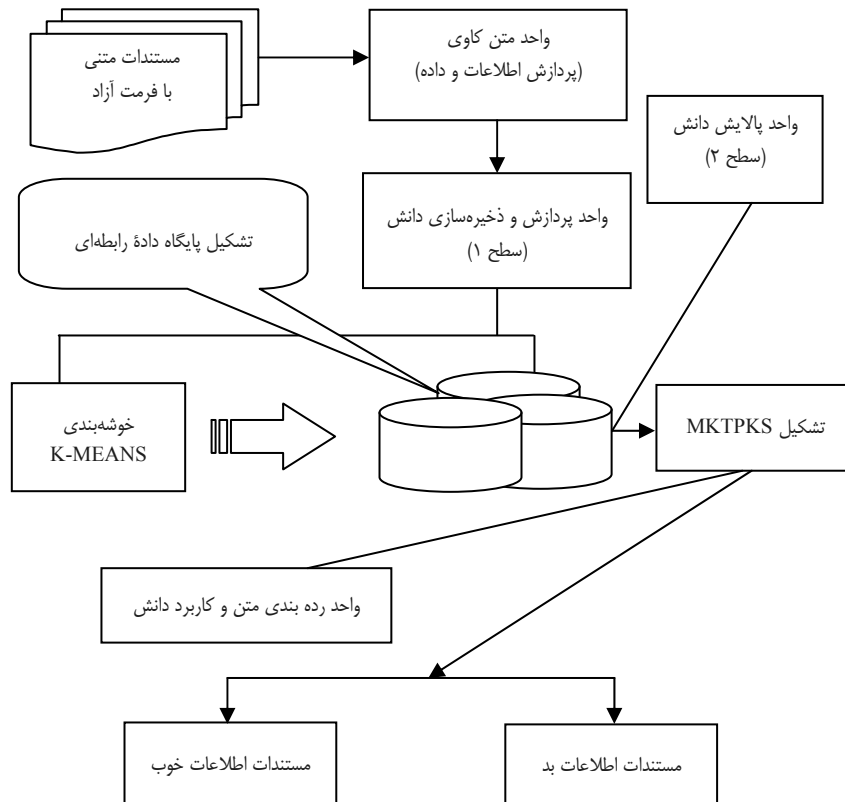 مستندات متنی
با فرمت آزاد
واحد متن کاوی
(پردازش اطلاعات و داده)
واحد پالایش دانش
(سطح ۲)
واحد پردازش و ذخیره‌سازی دانش
(سطح ۱)
تشکیل پایگاه دادهٔ رابطه‌ای
خوشه‌بندی
K-MEANS
تشکیل MKTPKS
واحد رده بندی متن و کاربرد دانش
مستندات اطلاعات خوب
مستندات اطلاعات بد